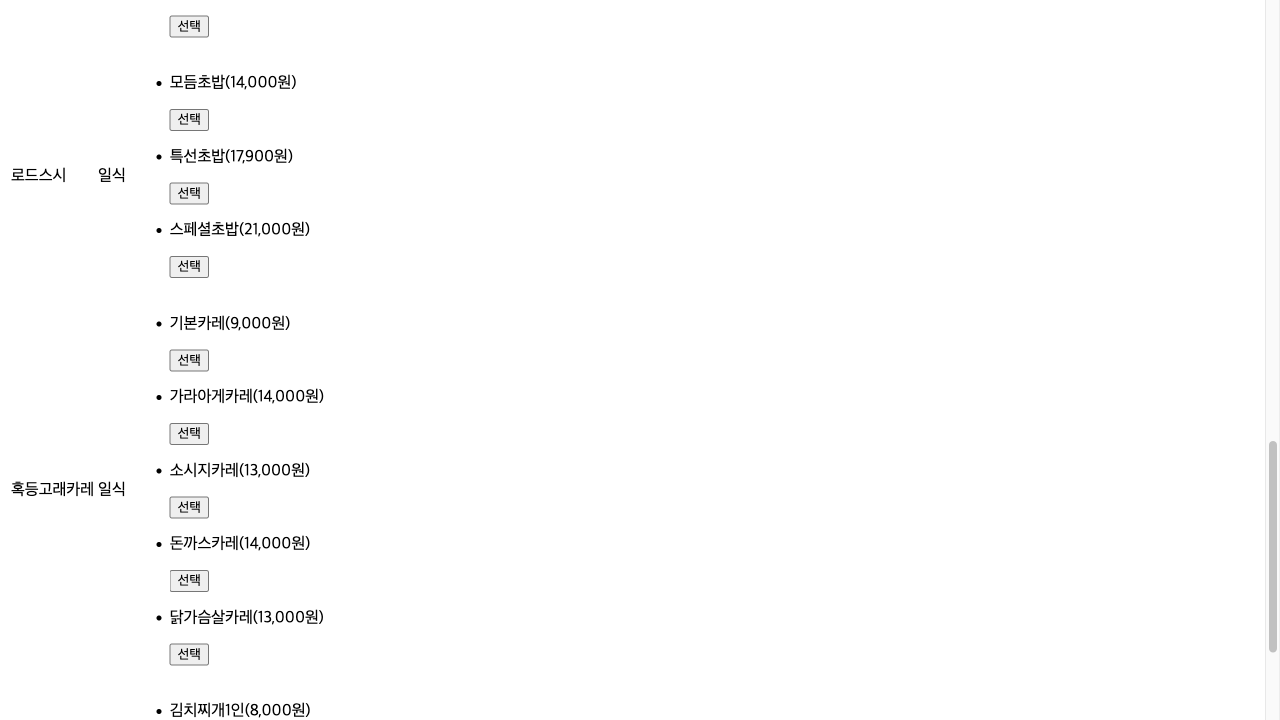 선택
모듬초밥(14,000원)
선택
특선초밥(17,900원)
로드스시 일식
선택
스페셜초밥(21,000원)
선택
기본카레(9,000원)
선택
가라아게카레(14,000원)
선택
소시지카레(13,000원)
혹등고래카레 일식
선택
돈까스카레(14,000원)
선택
닭가슴살카레(13,000원)
선택
김치찌개1인(8,000원)